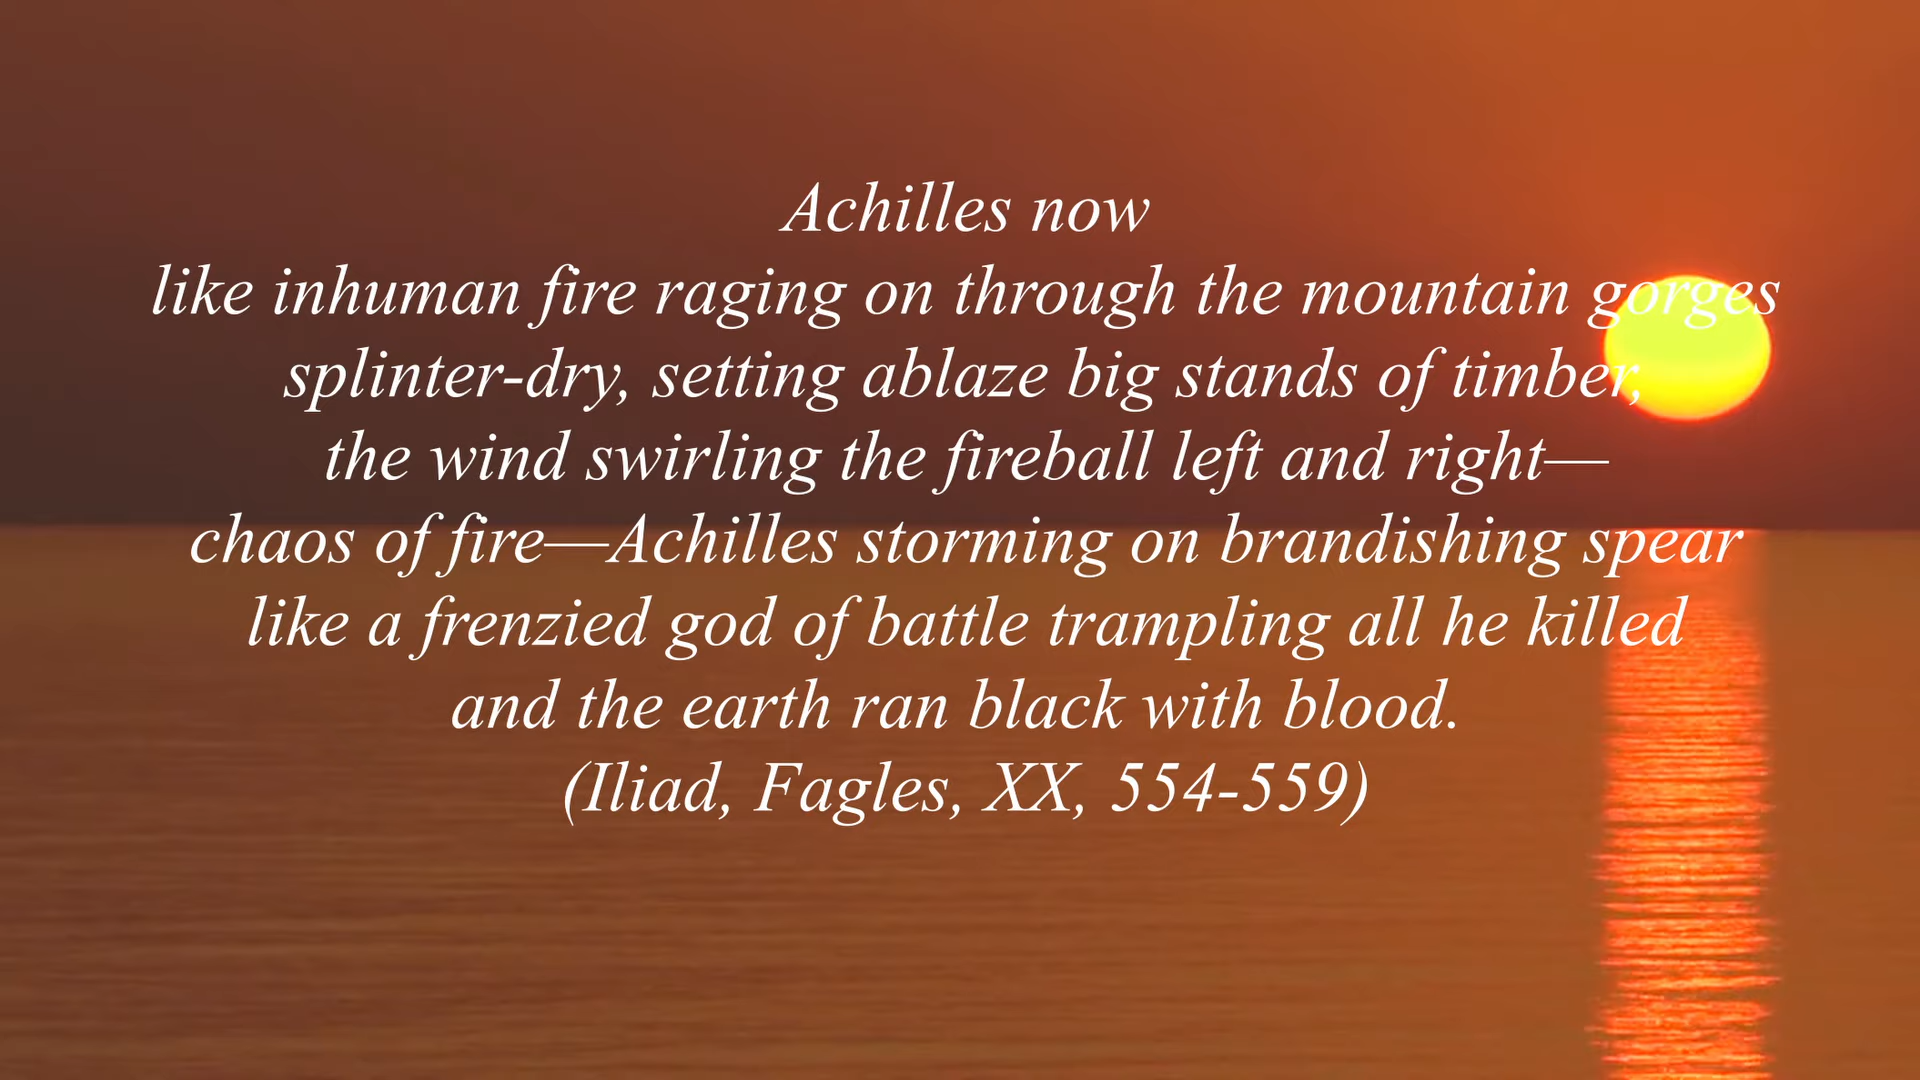 Achilles now
like inhuman fire raging on through the mountain gorges
splinter-dry, setting ablaze big stands of timber,
the wind swirling the fireball left and right—
chaos of fire—Achilles storming on brandishing spear
like a frenzied god of battle trampling all he killed
and the earth ran black with blood.
(Iliad, Fagles, XX, 554-559)